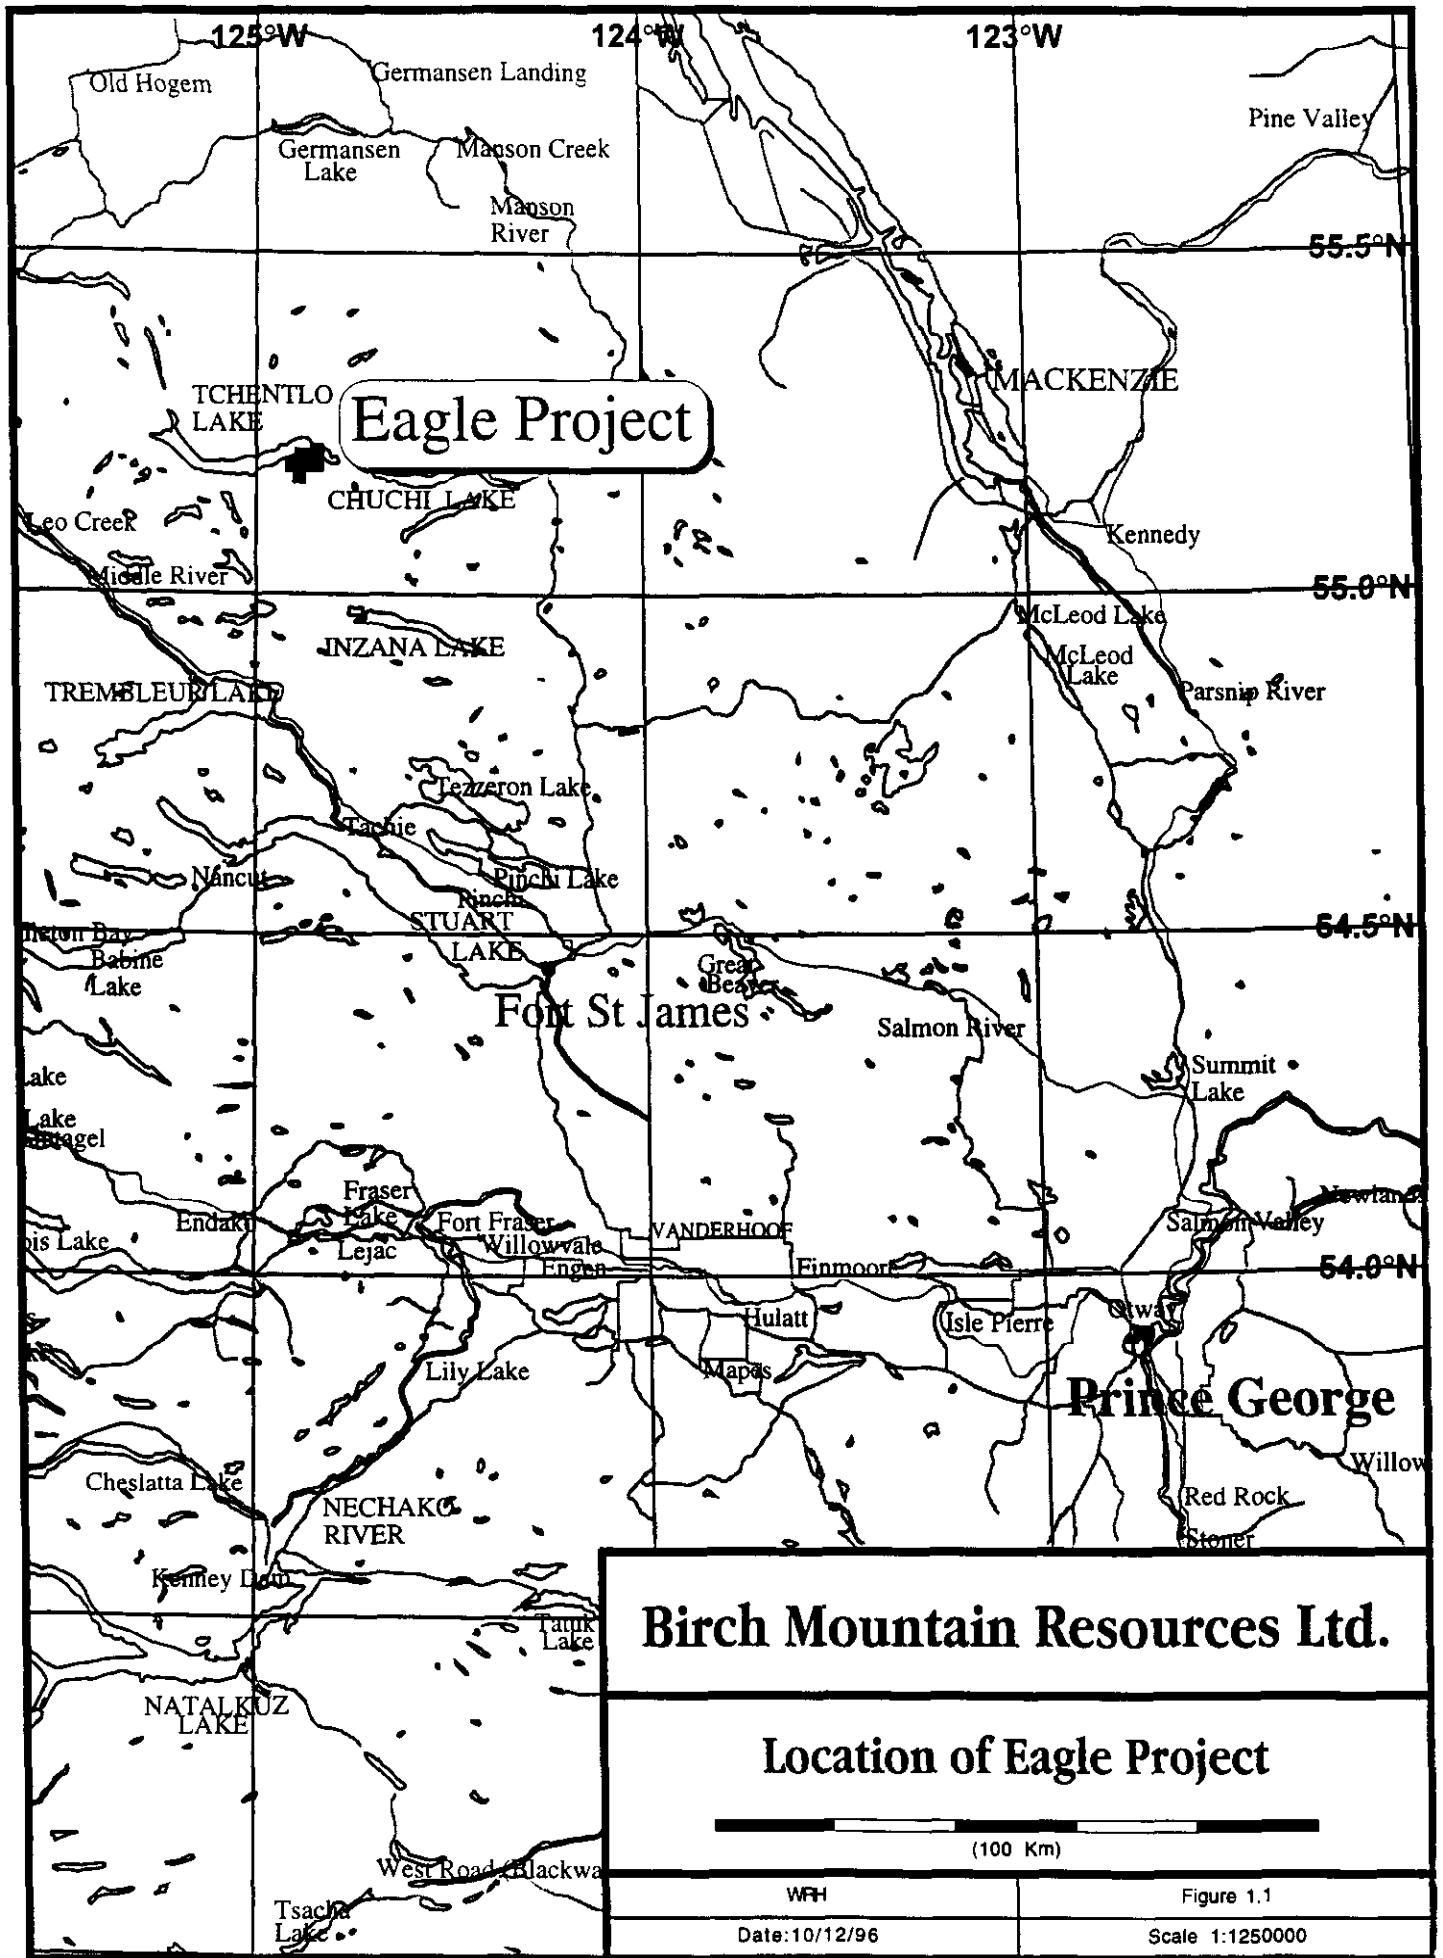 125°W
124°W
123°W
Old Hogem
Germansen Landing
Pine Valley
Germansen
Lake
Manson Creek
Manson
River
55.5°N
TCHENTLO
LAKE
Eagle Project
MACKENZIE
CHUCHI LAKE
Leo Creek
Kennedy
Middle River
55.0°N
McLeod Lake
INZANA LAKE
McLeod
Lake
TREMBLEUR LAKE
Parsnip River
Tezzeron Lake
Tachie
Nancut
Pinchi Lake
Pinchi
STUART
LAKE
54.5°N
Babine
Lake
Great
Beaver
Fort St James
Salmon River
Summit
Lake
Lake
Lake
Fraser
Lake
Endako
Fort Fraser
VANDERHOOF
Newlands
Salmon Valley
ois Lake
Lejac
Willowvale
Engen
Finmoore
54.0°N
Hulatt
Isle Pierre
Otway
Lily Lake
Mapes
Prince George
Cheslatta Lake
Willow
NECHAKO
RIVER
Red Rock
Stoner
Kenney Dam
Tatuk
Lake
Birch Mountain Resources Ltd.
NATALKUZ
LAKE
Location of Eagle Project
(100 Km)
West Road (Blackwa
WRH
Figure 1.1
Tsacha
Lake
Date:10/12/96
Scale 1:1250000